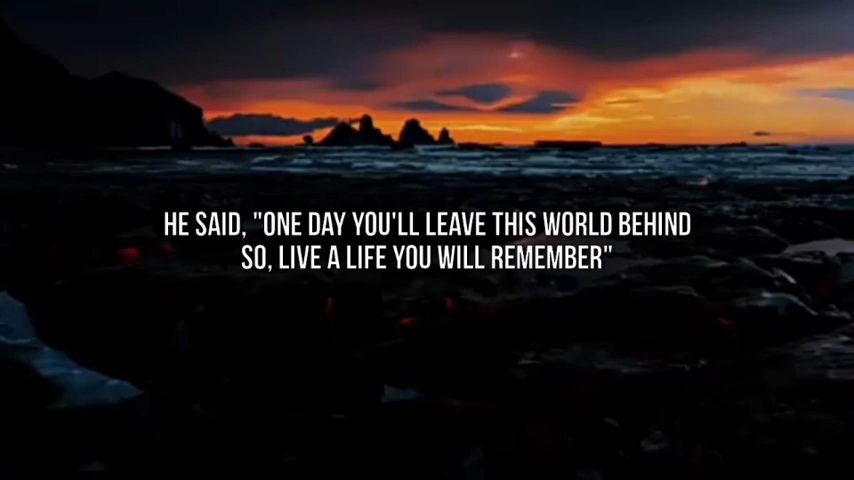 HE SAID, "ONE DAY YOU'LL LEAVE THIS WORLD BEHIND
SO, LIVE A LIFE YOU WILL REMEMBER"